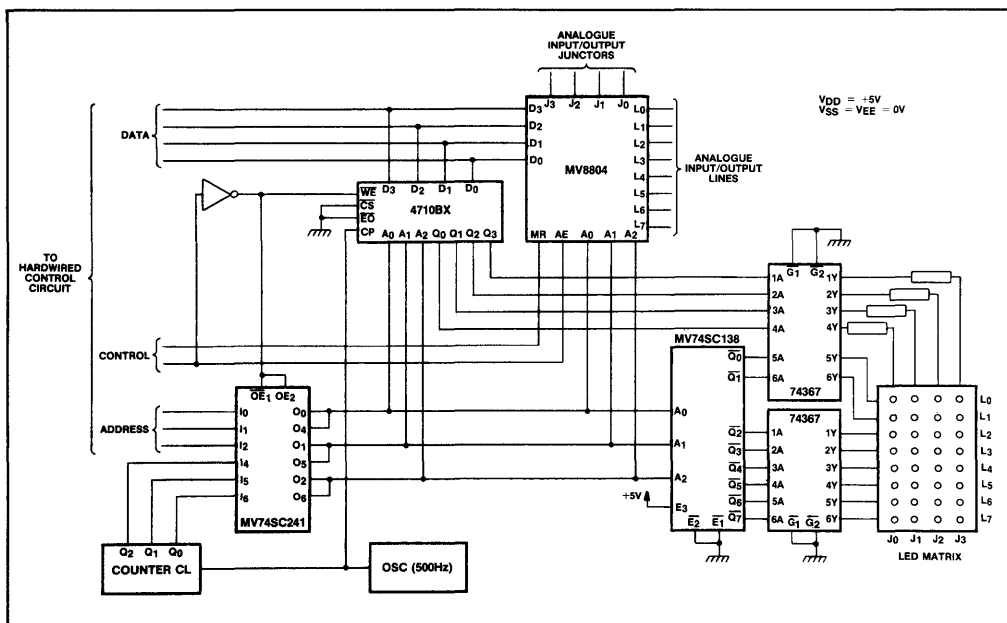 ANALOGUE
INPUT/OUTPUT
JUNCTORS
J3 J2 J1 J0
VDD = +5V
VSS = VEE = 0V
DATA
D3
D2
D1
D0
MV8804
L0
L1
L2
L3
L4
L5
L6
L7
ANALOGUE
INPUT/OUTPUT
LINES
MR AE A0 A1 A2
D3 D2 D1 D0
WE
CS
EO
CP
4710BX
A0 A1 A2 Q0 Q1 Q2 Q3
TO
HARDWIRED
CONTROL
CIRCUIT
CONTROL
ADDRESS
OE1 OE2
I0
I1
I2
I4
I5
I6
O0
O4
O1
O5
O2
O6
MV74SC241
Q2 Q1 Q0
COUNTER CL
OSC (500Hz)
MV74SC138
A0
A1
A2
E3
+5V
E2 E1
Q0
Q1
Q2
Q3
Q4
Q5
Q6
Q7
G1 G2
1A 1Y
2A 2Y
3A 3Y
4A 4Y
5A 5Y
6A 6Y
74367
74367
1A 1Y
2A 2Y
3A 3Y
4A 4Y
5A 5Y
6A 6Y
G1 G2
L0
L1
L2
L3
L4
L5
L6
L7
J0 J1 J2 J3
LED MATRIX